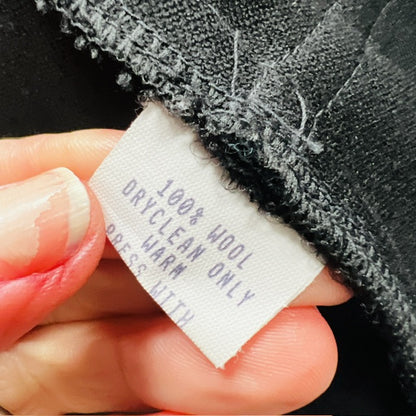 100% WOOL
DRYCLEAN ONLY
WARM
PRESS WITH